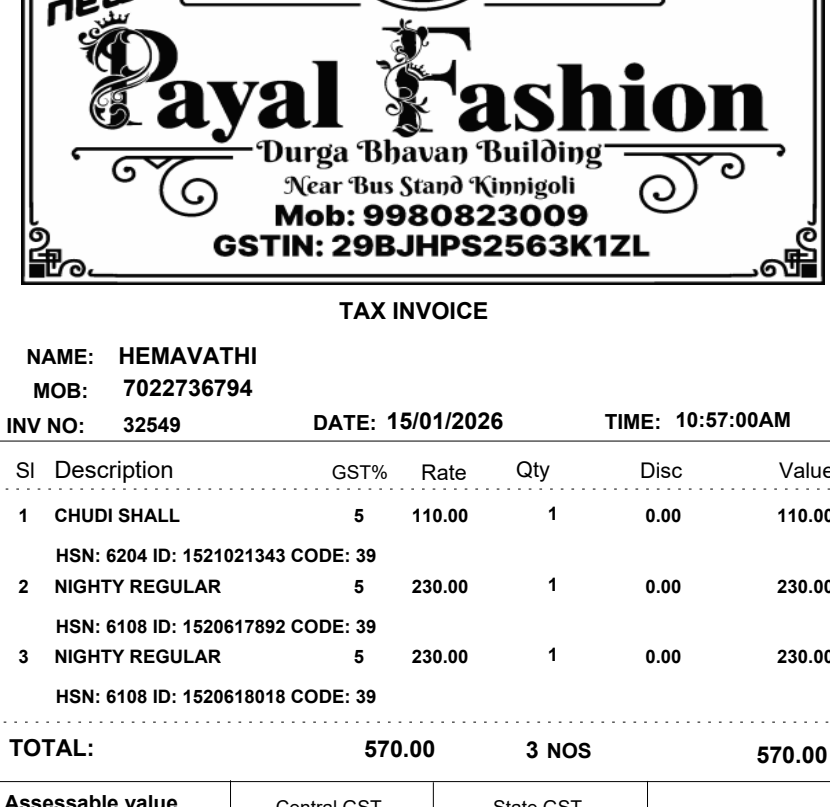 new
Payal Fashion
Durga Bhavan Building
Near Bus Stand Kinnigoli
Mob: 9980823009
GSTIN: 29BJHPS2563K1ZL
TAX INVOICE
NAME: HEMAVATHI
MOB: 7022736794
INV NO: 32549 DATE: 15/01/2026 TIME: 10:57:00AM
Sl Description GST% Rate Qty Disc Value
1 CHUDI SHALL 5 110.00 1 0.00 110.00
HSN: 6204 ID: 1521021343 CODE: 39
2 NIGHTY REGULAR 5 230.00 1 0.00 230.00
HSN: 6108 ID: 1520617892 CODE: 39
3 NIGHTY REGULAR 5 230.00 1 0.00 230.00
HSN: 6108 ID: 1520618018 CODE: 39
TOTAL: 570.00 3 NOS 570.00
Assessable value Central GST State GST